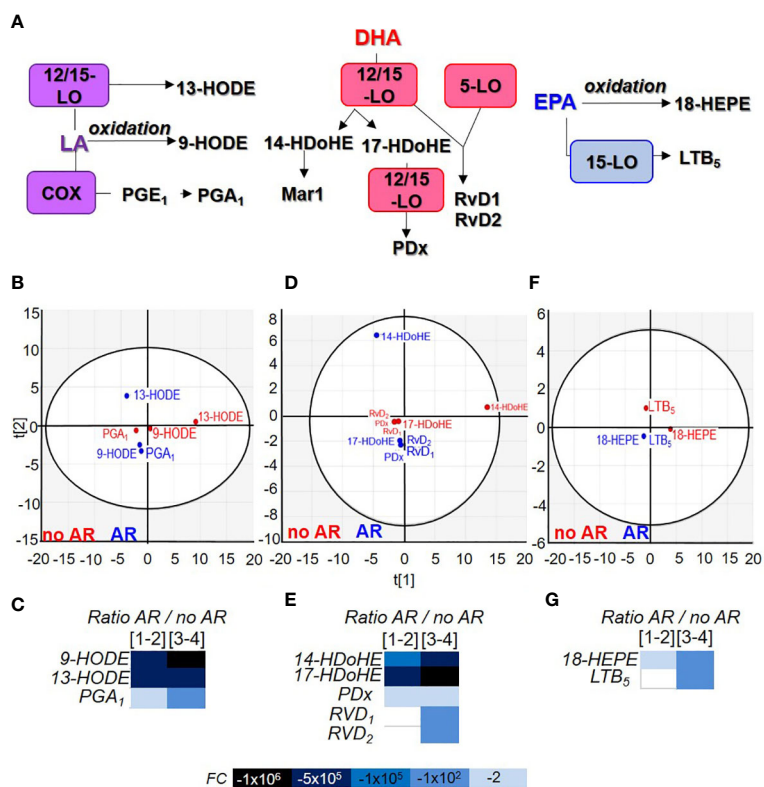 A
DHA
12/15-
LO
13-HODE
12/15
-LO
5-LO
EPA
oxidation
18-HEPE
LA
oxidation
9-HODE
14-HDoHE
17-HDoHE
15-LO
LTB5
COX
PGE1
PGA1
Mar1
12/15
-LO
RvD1
RvD2
PDx
B
D
F
15
10
5
0
-5
-10
-15
t[2]
13-HODE
13-HODE
PGA1
9-HODE
9-HODE
PGA1
no AR
AR
-20
-15
-10
-5
0
5
10
15
20
8
6
4
2
0
-2
-4
-6
-8
-10
14-HDoHE
14-HDoHE
RvD2
PDx
17-HDoHE
RvD1
17-HDoHE
RvD2
RvD1
PDx
no AR
AR
-20
-15
-10
-5
0
5
10
15
20
t[1]
6
4
2
0
-2
-4
-6
LTB5
18-HEPE
18-HEPE
LTB5
no AR
AR
-20
-15
-10
-5
0
5
10
15
20
C
Ratio AR / no AR
[1-2] [3-4]
9-HODE
13-HODE
PGA1
E
Ratio AR / no AR
[1-2] [3-4]
14-HDoHE
17-HDoHE
PDx
RVD1
RVD2
G
Ratio AR / no AR
[1-2] [3-4]
18-HEPE
LTB5
FC -1x10⁶ -5x10⁵ -1x10⁵ -1x10² -2